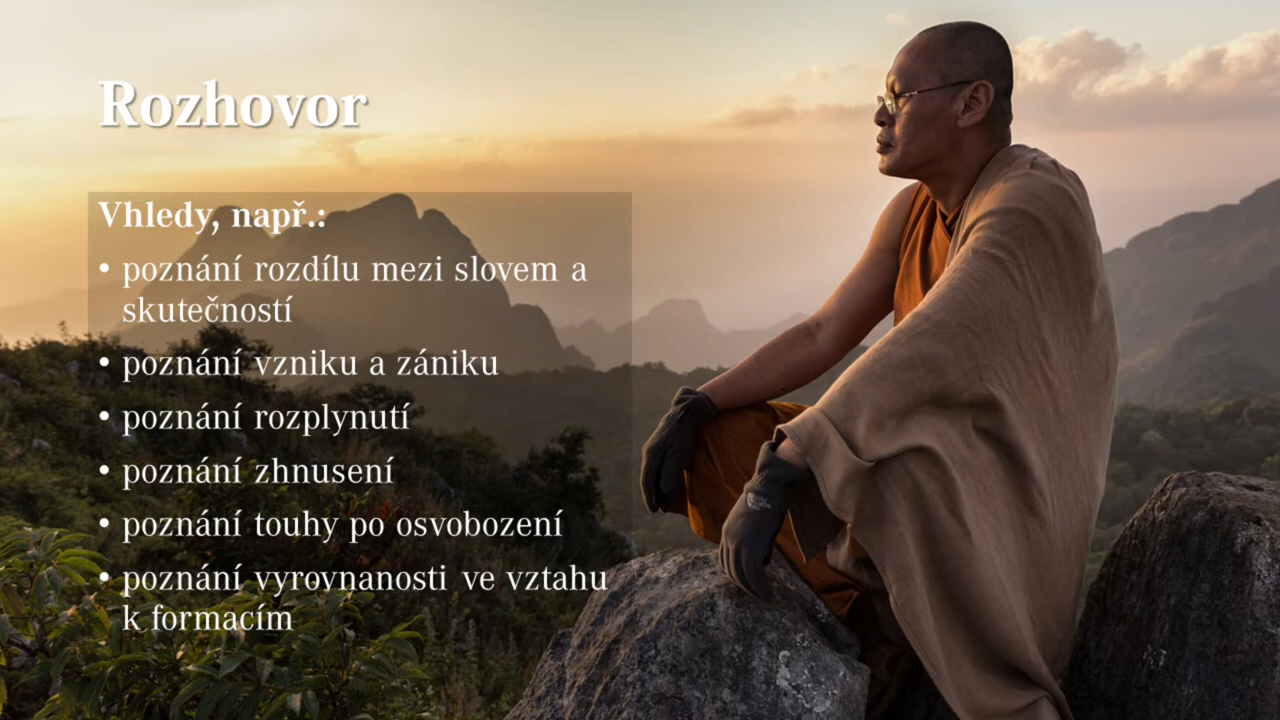 Rozhovor
Vhledy, např.:
• poznání rozdílu mezi slovem a
skutečností
• poznání vzniku a zániku
• poznání rozplynutí
• poznání zhnusení
• poznání touhy po osvobození
• poznání vyrovnanosti ve vztahu
k formacím